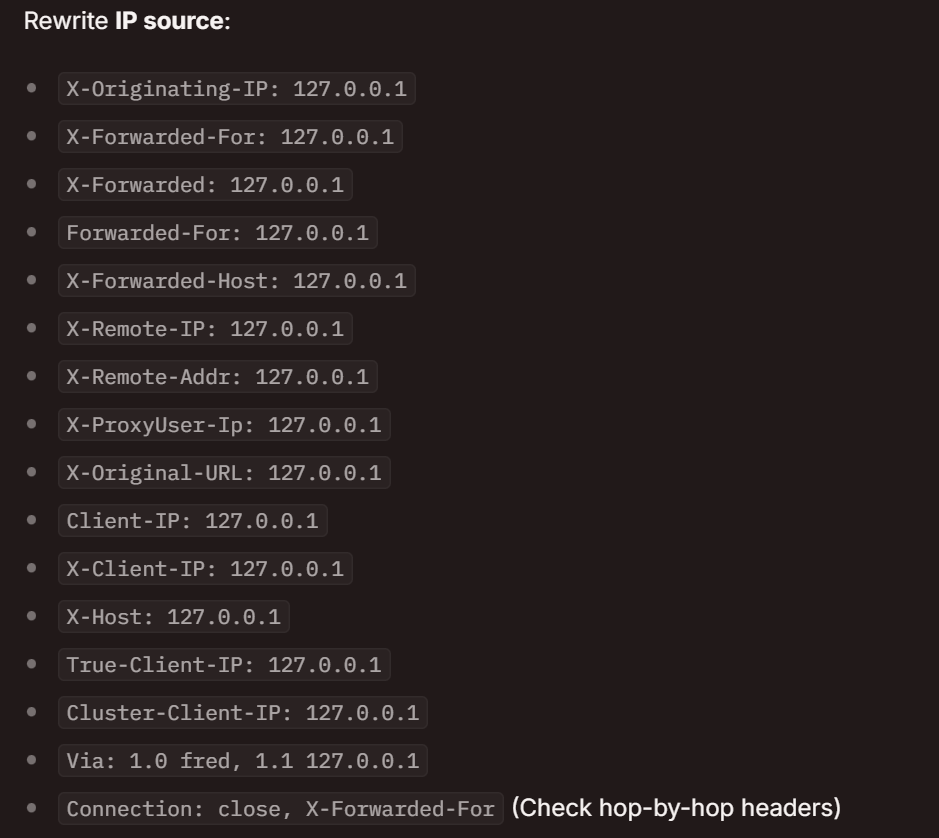 Rewrite IP source:
X-Originating-IP: 127.0.0.1
X-Forwarded-For: 127.0.0.1
X-Forwarded: 127.0.0.1
Forwarded-For: 127.0.0.1
X-Forwarded-Host: 127.0.0.1
X-Remote-IP: 127.0.0.1
X-Remote-Addr: 127.0.0.1
X-ProxyUser-Ip: 127.0.0.1
X-Original-URL: 127.0.0.1
Client-IP: 127.0.0.1
X-Client-IP: 127.0.0.1
X-Host: 127.0.0.1
True-Client-IP: 127.0.0.1
Cluster-Client-IP: 127.0.0.1
Via: 1.0 fred, 1.1 127.0.0.1
Connection: close, X-Forwarded-For (Check hop-by-hop headers)